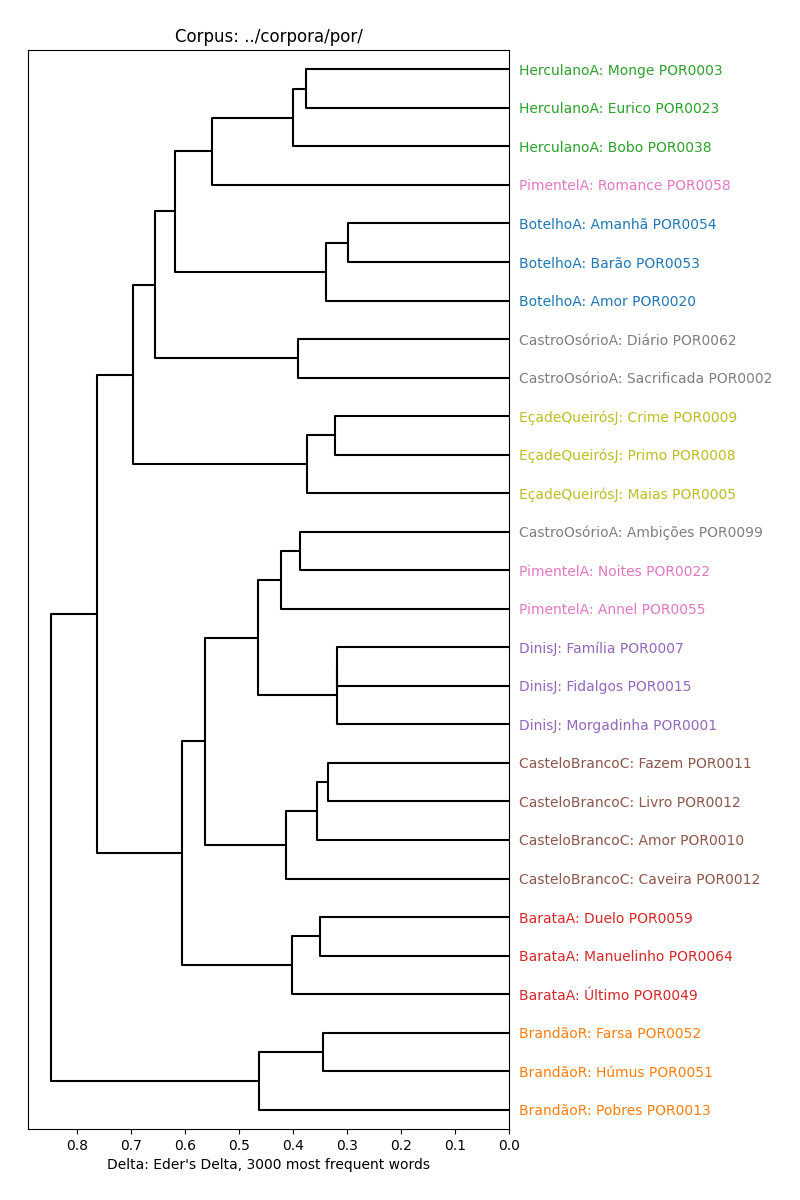 Corpus: ../corpora/por/
HerculanoA: Monge POR0003
HerculanoA: Eurico POR0023
HerculanoA: Bobo POR0038
PimentelA: Romance POR0058
BotelhoA: Amanhã POR0054
BotelhoA: Barão POR0053
BotelhoA: Amor POR0020
CastroOsórioA: Diário POR0062
CastroOsórioA: Sacrificada POR0002
EçadeQueirósJ: Crime POR0009
EçadeQueirósJ: Primo POR0008
EçadeQueirósJ: Maias POR0005
CastroOsórioA: Ambições POR0099
PimentelA: Noites POR0022
PimentelA: Annel POR0055
DinisJ: Família POR0007
DinisJ: Fidalgos POR0015
DinisJ: Morgadinha POR0001
CasteloBrancoC: Fazem POR0011
CasteloBrancoC: Livro POR0012
CasteloBrancoC: Amor POR0010
CasteloBrancoC: Caveira POR0012
BarataA: Duelo POR0059
BarataA: Manuelinho POR0064
BarataA: Último POR0049
BrandãoR: Farsa POR0052
BrandãoR: Húmus POR0051
BrandãoR: Pobres POR0013
0.8 0.7 0.6 0.5 0.4 0.3 0.2 0.1 0.0
Delta: Eder's Delta, 3000 most frequent words